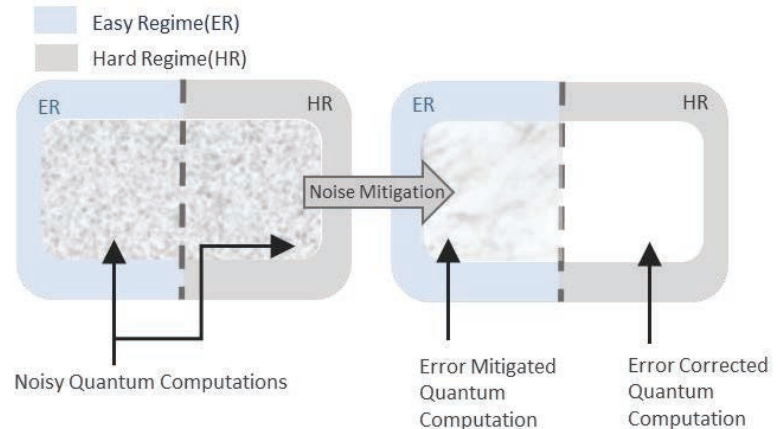 Easy Regime(ER)
Hard Regime(HR)
ER
HR
Noise Mitigation
ER
HR
Noisy Quantum Computations
Error Mitigated
Quantum
Computation
Error Corrected
Quantum
Computation